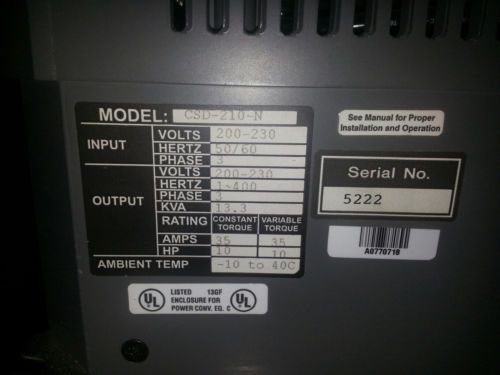 MODEL: CSD-210-N
INPUT
VOLTS 200-230
HERTZ 50/60
PHASE 3
OUTPUT
VOLTS 200-230
HERTZ 1~400
PHASE 3
KVA 13.3
RATING CONSTANT TORQUE VARIABLE TORQUE
AMPS 35 35
HP 10 10
AMBIENT TEMP -10 to 40C
See Manual for Proper
Installation and Operation
Serial No.
5222
A0770718
UL LISTED 13GF UL
ENCLOSURE FOR
POWER CONV. EQ. C